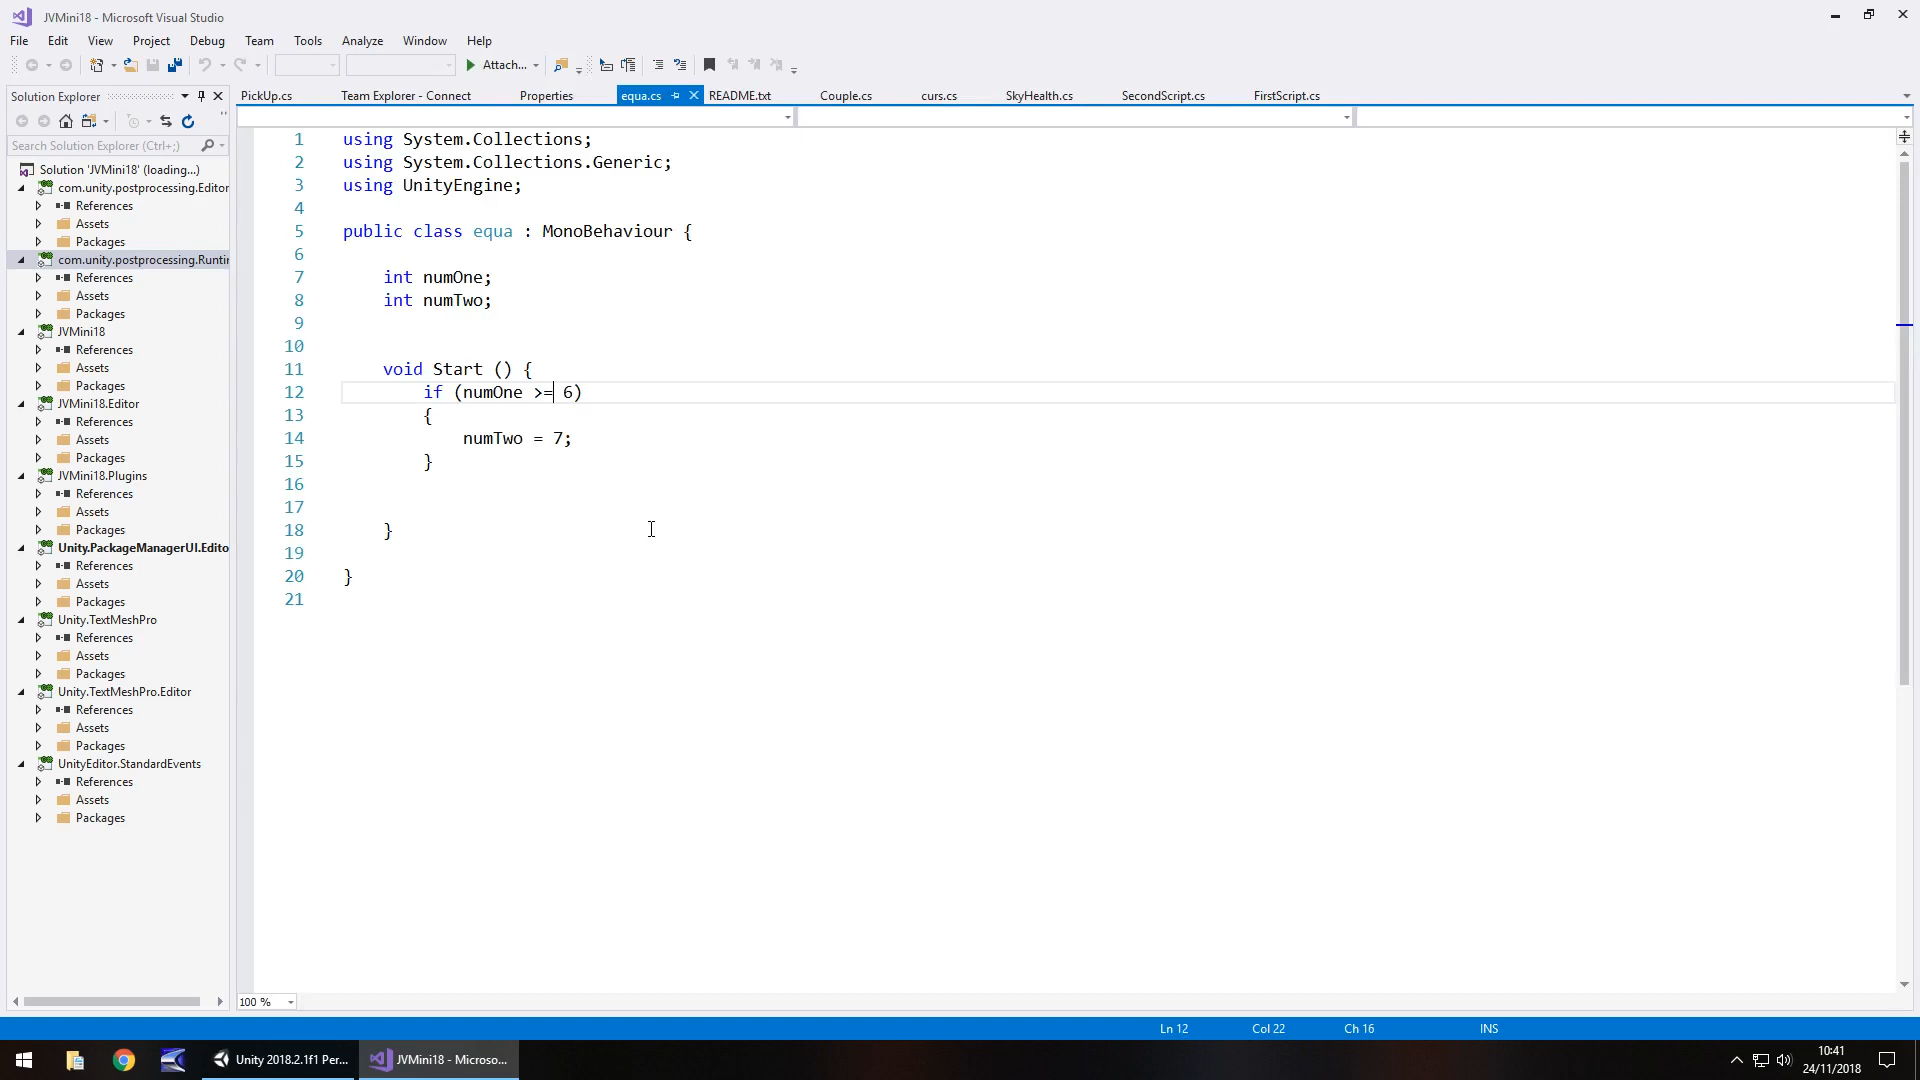 JVMini18 - Microsoft Visual Studio
File Edit View Project Debug Team Tools Analyze Window Help
Attach...
Solution Explorer
PickUp.cs Team Explorer - Connect Properties equa.cs README.txt Couple.cs curs.cs SkyHealth.cs SecondScript.cs FirstScript.cs
Search Solution Explorer (Ctrl+;)
Solution 'JVMini18' (loading...)
com.unity.postprocessing.Editor
References
Assets
Packages
com.unity.postprocessing.Runtir
References
Assets
Packages
JVMini18
References
Assets
Packages
JVMini18.Editor
References
Assets
Packages
JVMini18.Plugins
References
Assets
Packages
Unity.PackageManagerUI.Edito
References
Assets
Packages
Unity.TextMeshPro
References
Assets
Packages
Unity.TextMeshPro.Editor
References
Assets
Packages
UnityEditor.StandardEvents
References
Assets
Packages
1 using System.Collections;
2 using System.Collections.Generic;
3 using UnityEngine;
4
5 public class equa : MonoBehaviour {
6
7 int numOne;
8 int numTwo;
9
10
11 void Start () {
12 if (numOne >= 6)
13 {
14 numTwo = 7;
15 }
16
17
18 }
19
20 }
21
100 %
Ln 12 Col 22 Ch 16 INS
Unity 2018.2.1f1 Per... JVMini18 - Microso...
10:41
24/11/2018